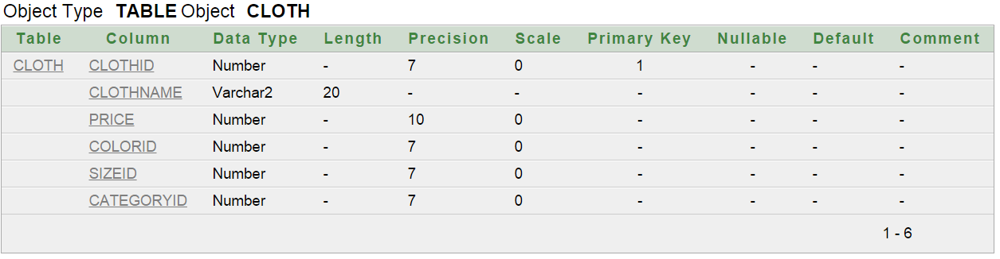 Object Type TABLE Object CLOTH
Table Column Data Type Length Precision Scale Primary Key Nullable Default Comment
CLOTH CLOTHID Number - 7 0 1 - - -
CLOTHNAME Varchar2 20 - - - - - -
PRICE Number - 10 0 - - - -
COLORID Number - 7 0 - - - -
SIZEID Number - 7 0 - - - -
CATEGORYID Number - 7 0 - - - -
1 - 6